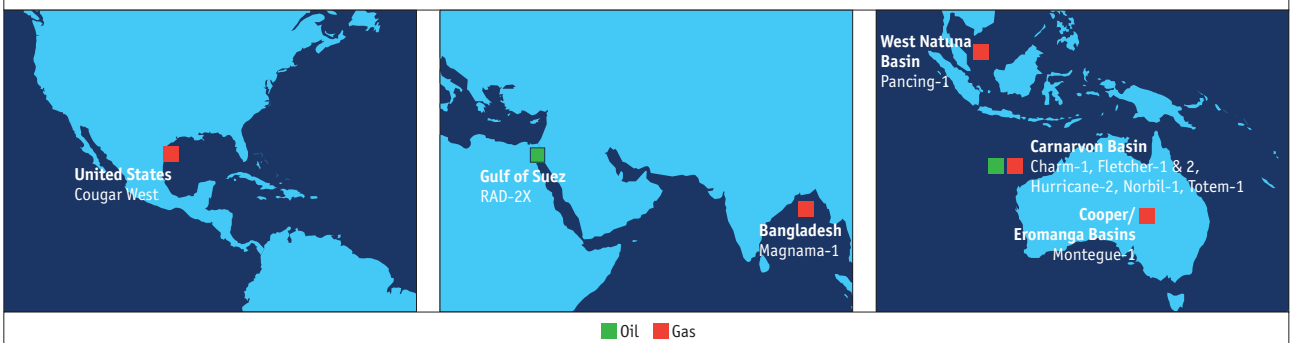 United States
Cougar West
Gulf of Suez
RAD-2X
Bangladesh
Magnama-1
West Natuna
Basin
Pancing-1
Carnarvon Basin
Charm-1, Fletcher-1 & 2,
Hurricane-2, Norbil-1, Totem-1
Cooper/
Eromanga Basins
Montegue-1
Oil Gas